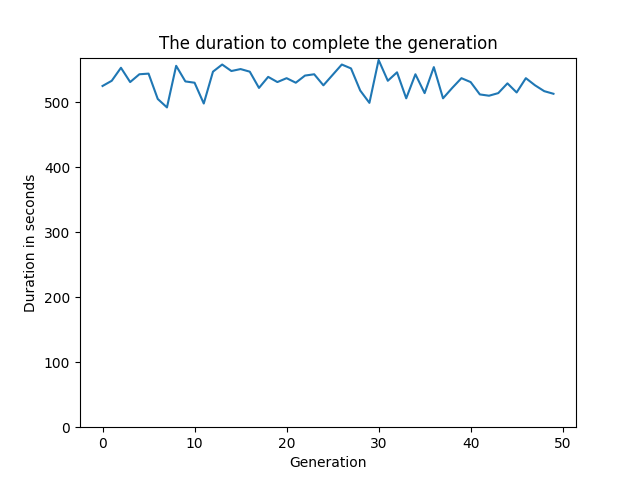 The duration to complete the generation
Duration in seconds
500
400
300
200
100
0
0 10 20 30 40 50
Generation